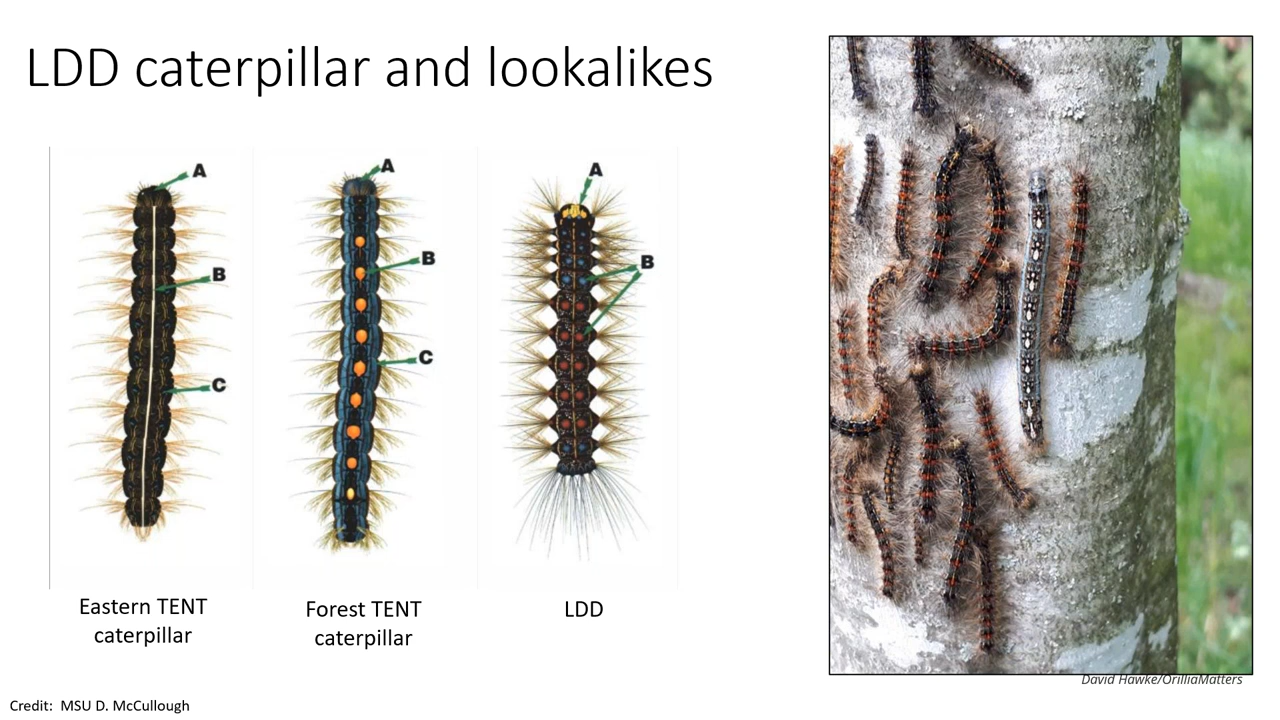 LDD caterpillar and lookalikes
A
B
C
A
B
C
A
B
Eastern TENT
caterpillar
Forest TENT
caterpillar
LDD
David Hawke/OrilliaMatters
Credit:  MSU D. McCullough